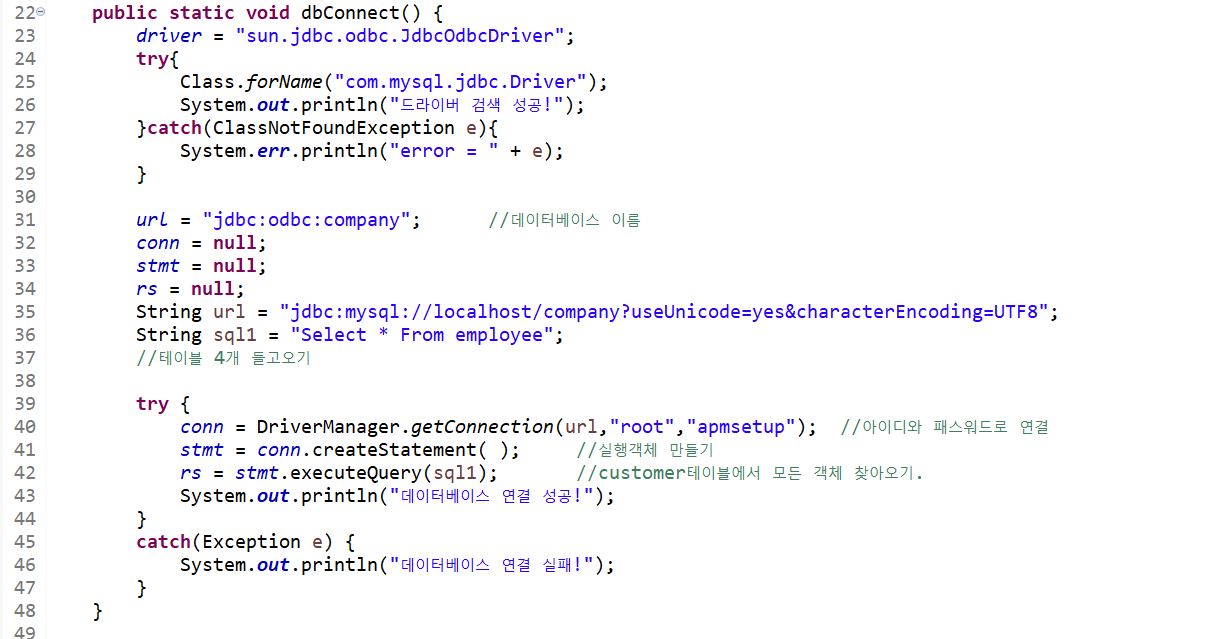 22 public static void dbConnect() {
23 driver = "sun.jdbc.odbc.JdbcOdbcDriver";
24 try{
25 Class.forName("com.mysql.jdbc.Driver");
26 System.out.println("드라이버 검색 성공!");
27 }catch(ClassNotFoundException e){
28 System.err.println("error = " + e);
29 }
30
31 url = "jdbc:odbc:company"; //데이터베이스 이름
32 conn = null;
33 stmt = null;
34 rs = null;
35 String url = "jdbc:mysql://localhost/company?useUnicode=yes&characterEncoding=UTF8";
36 String sql1 = "Select * From employee";
37 //테이블 4개 들고오기
38
39 try {
40 conn = DriverManager.getConnection(url,"root","apmsetup"); //아이디와 패스워드로 연결
41 stmt = conn.createStatement( ); //실행객체 만들기
42 rs = stmt.executeQuery(sql1); //customer테이블에서 모든 객체 찾아오기.
43 System.out.println("데이터베이스 연결 성공!");
44 }
45 catch(Exception e) {
46 System.out.println("데이터베이스 연결 실패!");
47 }
48 }
49